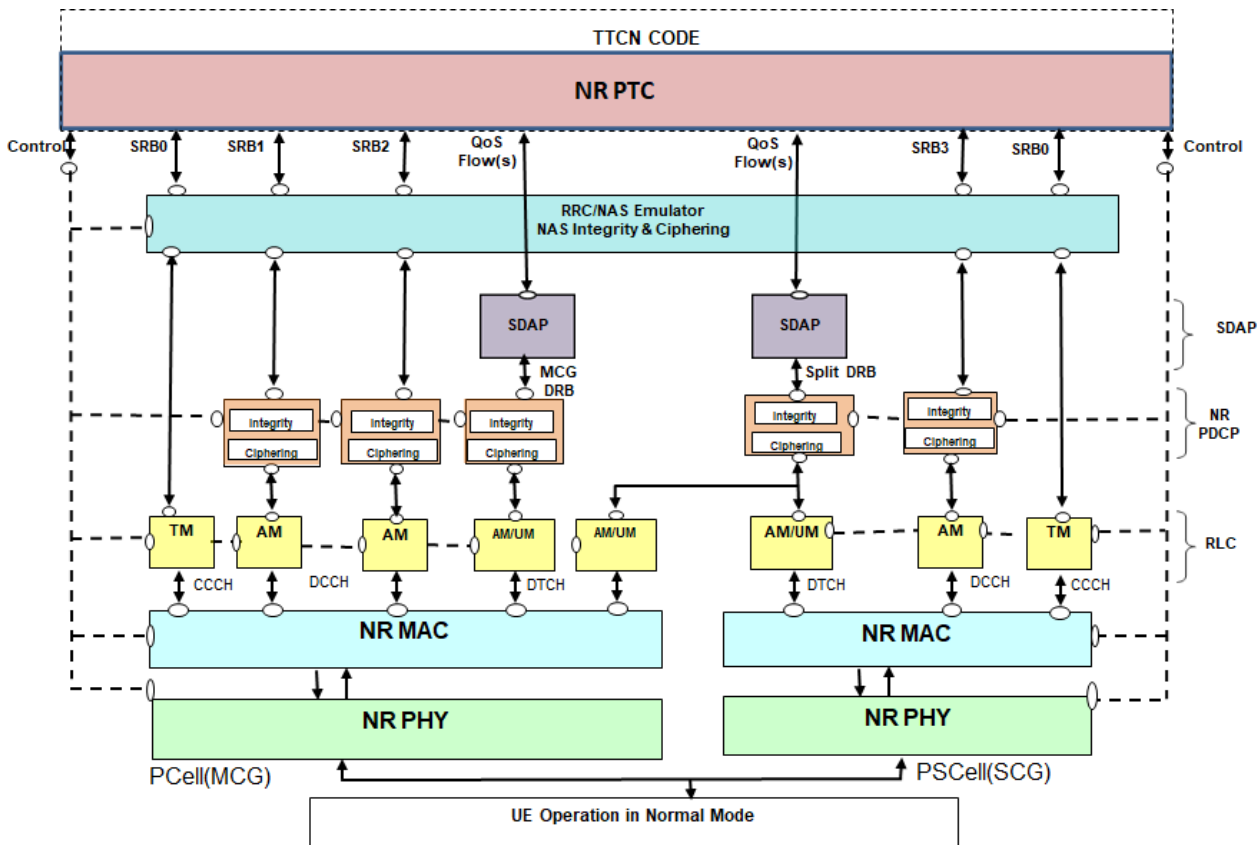 TTCN CODE
NR PTC
Control
SRB0
SRB1
SRB2
QoS
Flow(s)
QoS
Flow(s)
SRB3
SRB0
Control
RRC/NAS Emulator
NAS Integrity & Ciphering
SDAP
SDAP
SDAP
MCG
DRB
Split DRB
Integrity
Ciphering
Integrity
Ciphering
Integrity
Ciphering
Integrity
Ciphering
Integrity
Ciphering
NR
PDCP
TM
AM
AM
AM/UM
AM/UM
AM/UM
AM
TM
RLC
CCCH
DCCH
DTCH
DTCH
DCCH
CCCH
NR MAC
NR MAC
NR PHY
NR PHY
PCell(MCG)
PSCell(SCG)
UE Operation in Normal Mode